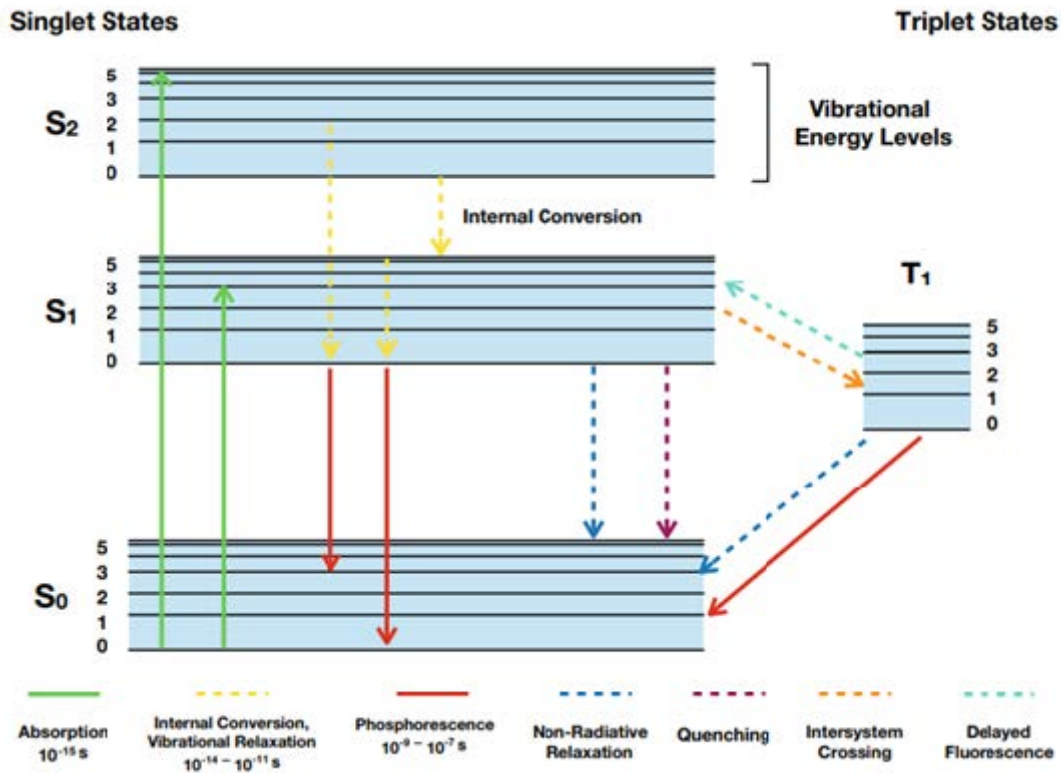 Singlet States
Triplet States
5
3
2
1
0
S₂
Vibrational
Energy Levels
Internal Conversion
5
3
2
1
0
S₁
T₁
5
3
2
1
0
5
3
2
1
0
S₀
Absorption
10⁻¹⁵ s
Internal Conversion,
Vibrational Relaxation
10⁻¹⁴ – 10⁻¹¹ s
Phosphorescence
10⁻⁹ – 10⁻⁷ s
Non-Radiative
Relaxation
Quenching
Intersystem
Crossing
Delayed
Fluorescence